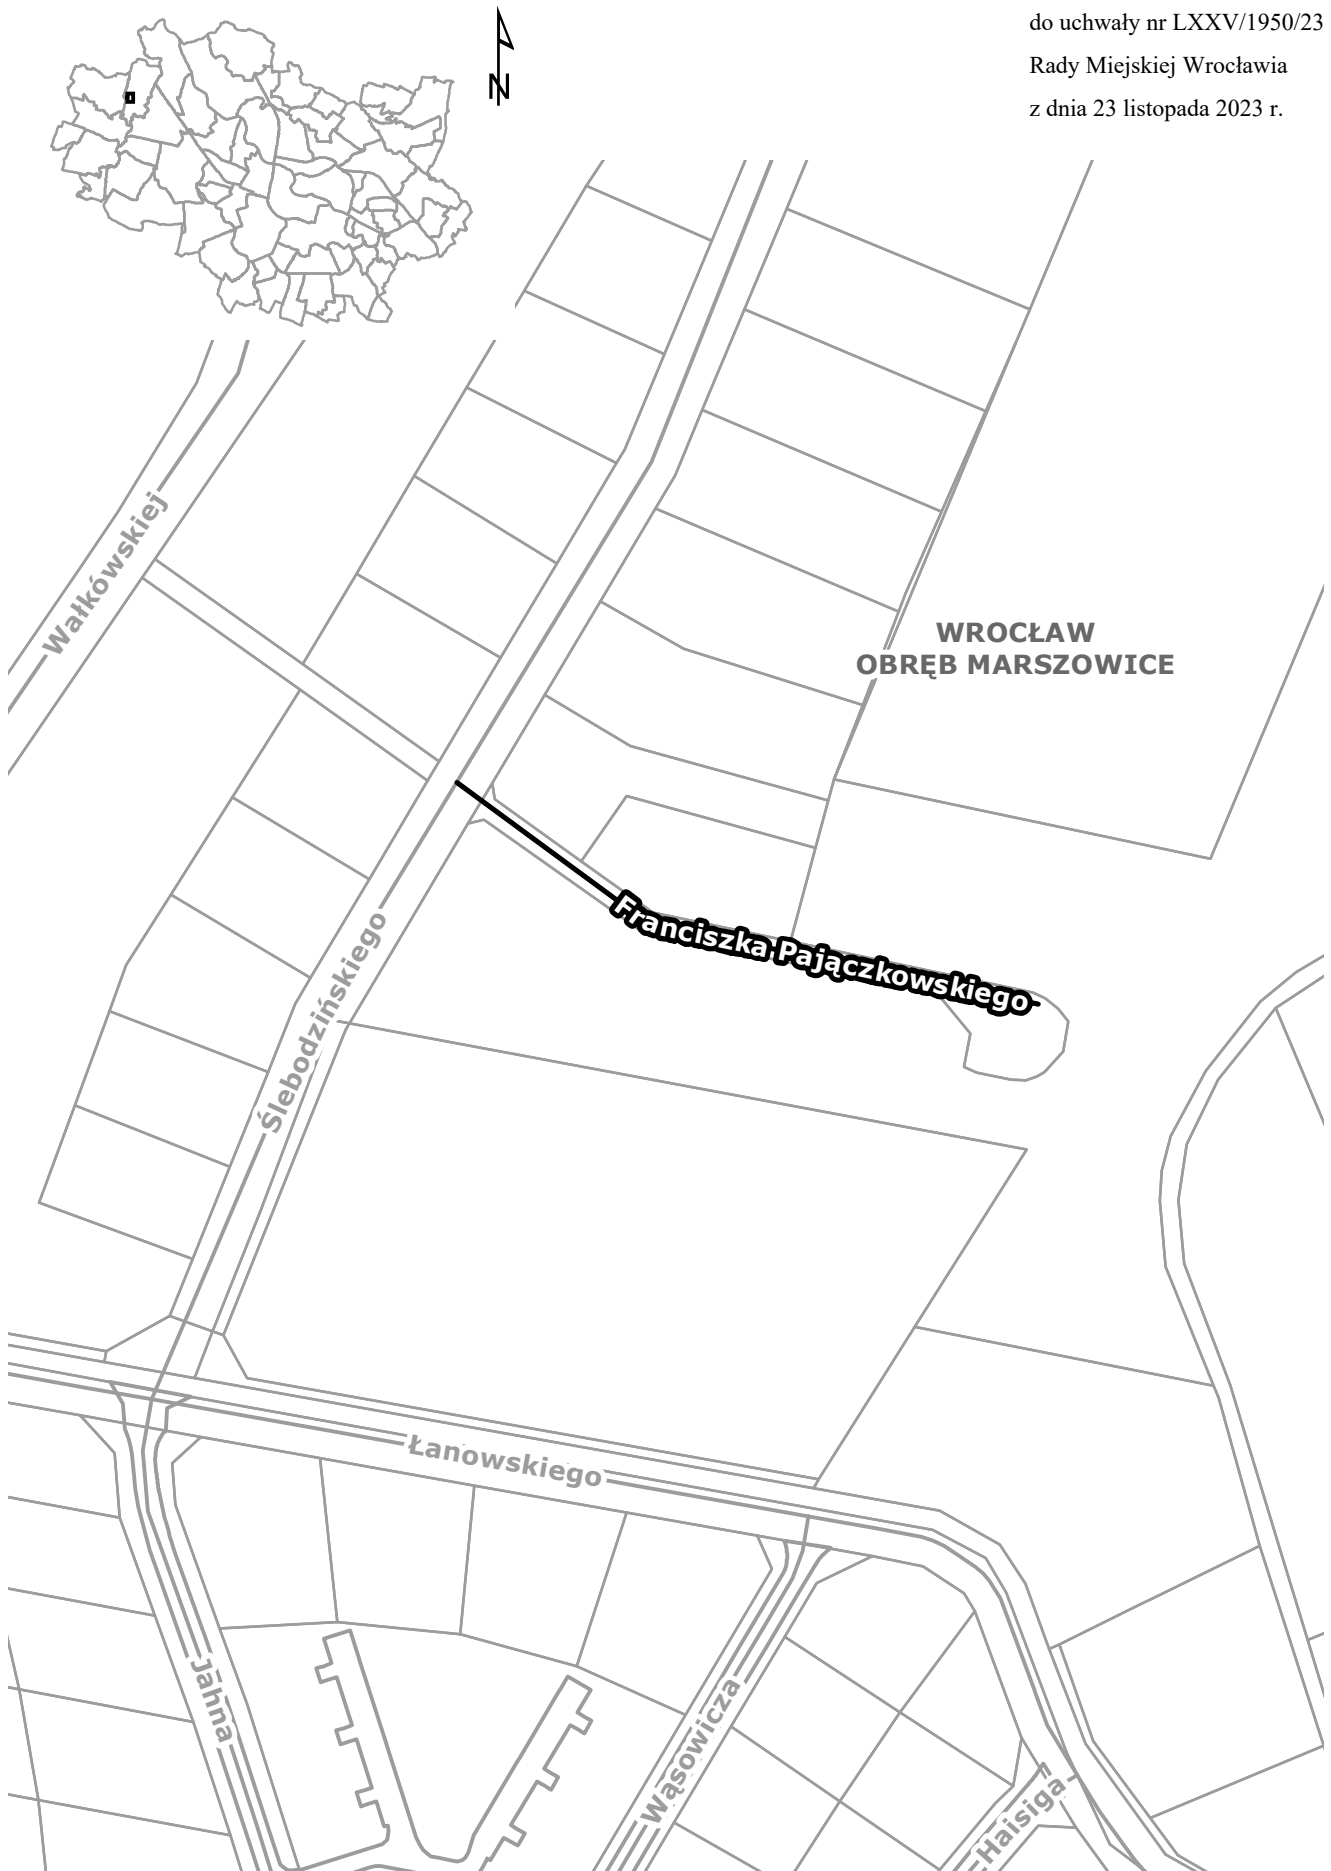 do uchwały nr LXXV/1950/23
Rady Miejskiej Wrocławia
z dnia 23 listopada 2023 r.
N
Wałkówskiej
WROCŁAW
OBRĘB MARSZOWICE
Franciszka Pajączkowskiego
Ślebodzińskiego
Łanowskiego
Jahna
Wąsowicza
Haisiga